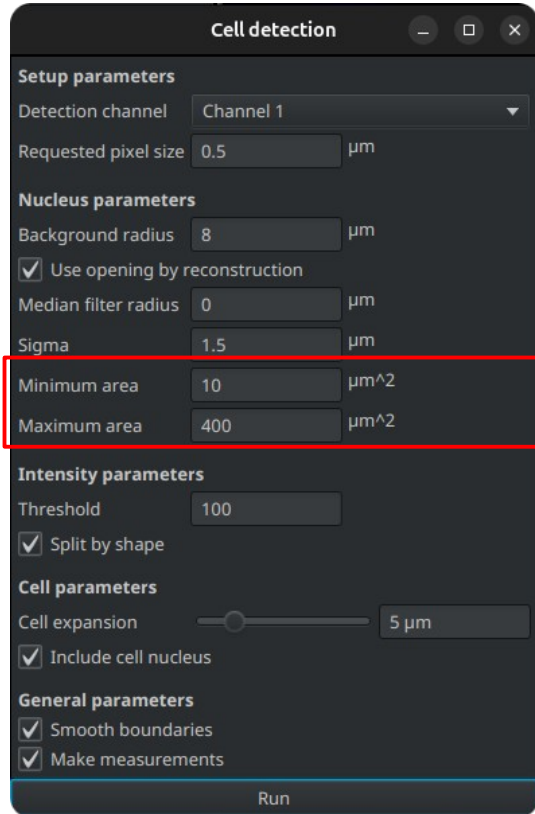 Cell detection
Setup parameters
Detection channel Channel 1
Requested pixel size 0.5 µm
Nucleus parameters
Background radius 8 µm
Use opening by reconstruction
Median filter radius 0 µm
Sigma 1.5 µm
Minimum area 10 µm^2
Maximum area 400 µm^2
Intensity parameters
Threshold 100
Split by shape
Cell parameters
Cell expansion 5 µm
Include cell nucleus
General parameters
Smooth boundaries
Make measurements
Run